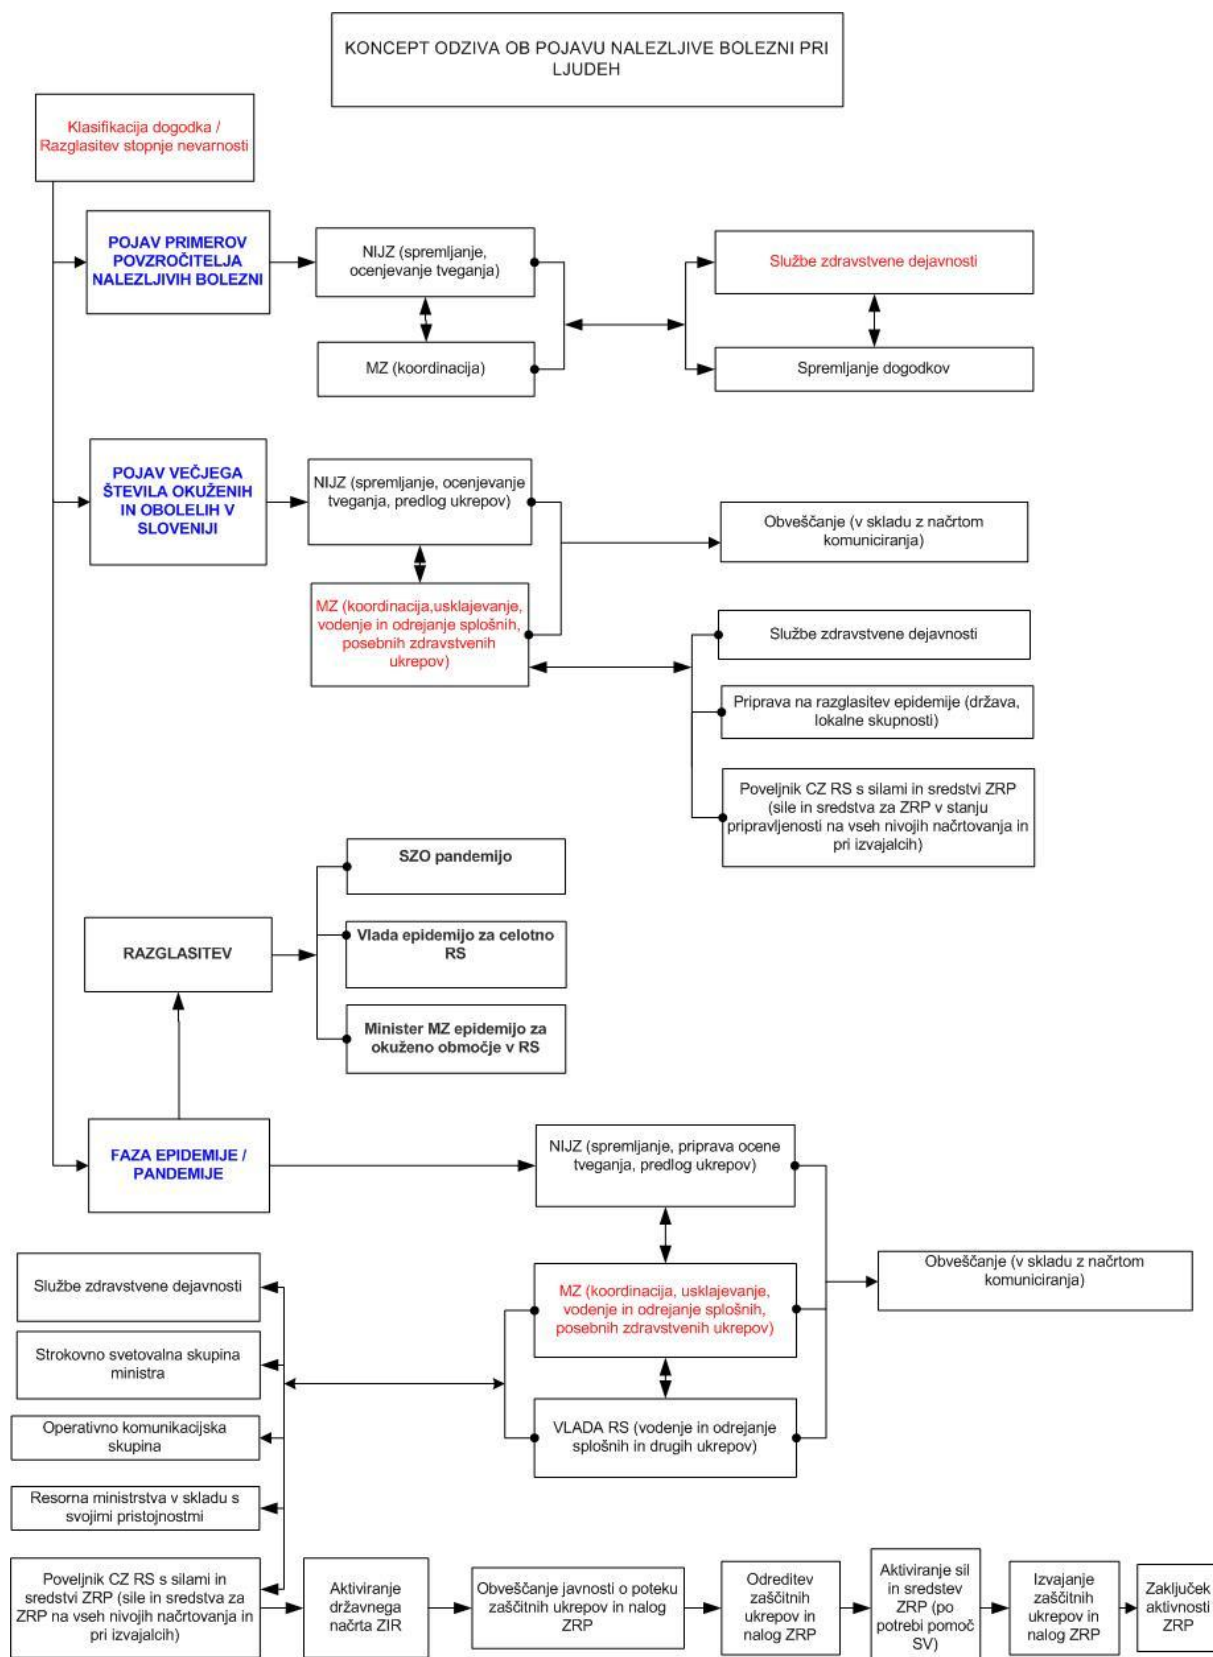 KONCEPT ODZIVA OB POJAVU NALEZLJIVE BOLEZNI PRI
LJUDEH
Klasifikacija dogodka /
Razglasitev stopnje nevarnosti
POJAV PRIMEROV
POVZROČITELJA
NALEZLJIVIH BOLEZNI
NIJZ (spremljanje,
ocenjevanje tveganja)
MZ (koordinacija)
Službe zdravstvene dejavnosti
Spremljanje dogodkov
POJAV VEČJEGA
ŠTEVILA OKUŽENIH
IN OBOLELIH V
SLOVENIJI
NIJZ (spremljanje, ocenjevanje
tveganja, predlog ukrepov)
MZ (koordinacija,usklajevanje,
vodenje in odrejanje splošnih,
posebnih zdravstvenih
ukrepov)
Obveščanje (v skladu z načrtom
komuniciranja)
Službe zdravstvene dejavnosti
Priprava na razglasitev epidemije (država,
lokalne skupnosti)
Poveljnik CZ RS s silami in sredstvi ZRP
(sile in sredstva za ZRP v stanju
pripravljenosti na vseh nivojih načrtovanja in
pri izvajalcih)
RAZGLASITEV
SZO pandemijo
Vlada epidemijo za celotno
RS
Minister MZ epidemijo za
okuženo območje v RS
FAZA EPIDEMIJE /
PANDEMIJE
NIJZ (spremljanje, priprava ocene
tveganja, predlog ukrepov)
MZ (koordinacija, usklajevanje,
vodenje in odrejanje splošnih,
posebnih zdravstvenih ukrepov)
VLADA RS (vodenje in odrejanje
splošnih in drugih ukrepov)
Obveščanje (v skladu z načrtom
komuniciranja)
Službe zdravstvene dejavnosti
Strokovno svetovalna skupina
ministra
Operativno komunikacijska
skupina
Resorna ministrstva v skladu s
svojimi pristojnostmi
Poveljnik CZ RS s silami in
sredstvi ZRP (sile in sredstva za
ZRP na vseh nivojih načrtovanja in
pri izvajalcih)
Aktiviranje
državnega
načrta ZIR
Obveščanje javnosti o poteku
zaščitnih ukrepov in nalog
ZRP
Odreditev
zaščitnih
ukrepov in
nalog ZRP
Aktiviranje sil
in sredstev
ZRP (po
potrebi pomoč
SV)
Izvajanje
zaščitnih
ukrepov in
nalog ZRP
Zaključek
aktivnosti
ZRP